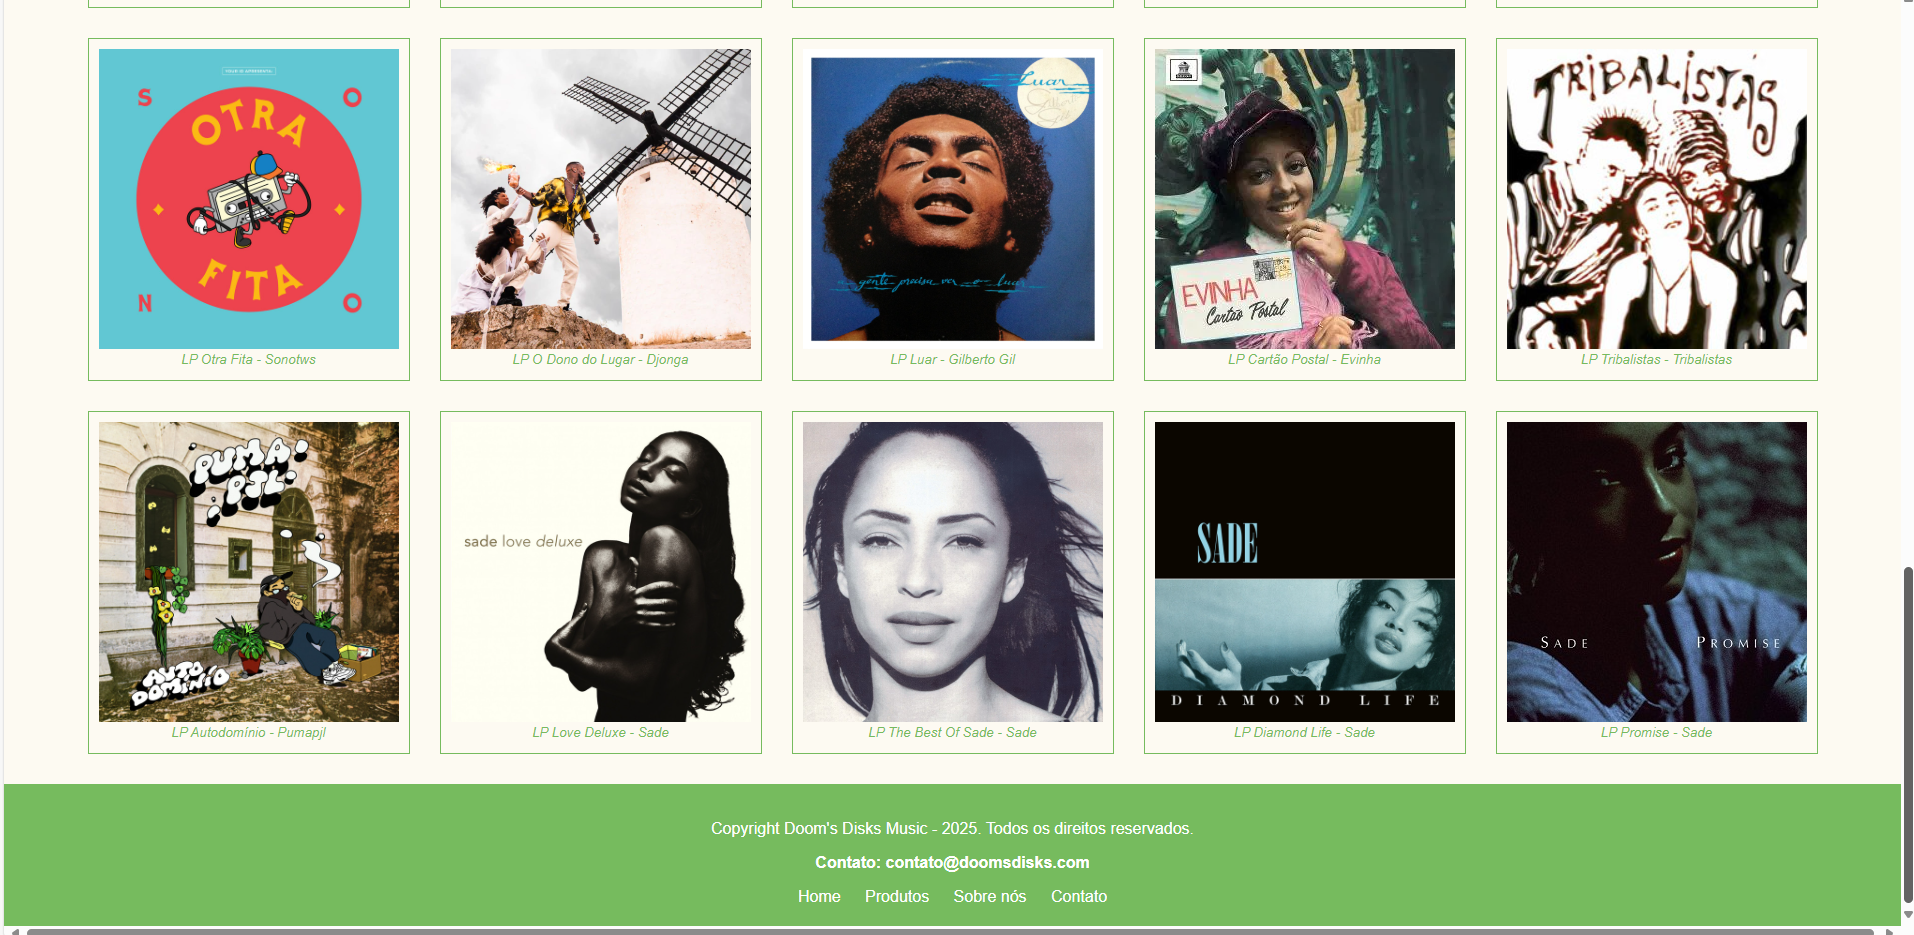 S O
OTRA
FITA
N O
LP Otra Fita - Sonotws
LP O Dono do Lugar - Djonga
Luar
a gente precisa ver o luar
LP Luar - Gilberto Gil
EVINHA
Cartão Postal
LP Cartão Postal - Evinha
TRIBALISTAS
LP Tribalistas - Tribalistas
PUMA
PJL
AUTO
DOMÍNIO
LP Autodomínio - Pumapjl
sade love deluxe
LP Love Deluxe - Sade
LP The Best Of Sade - Sade
SADE
DIAMOND LIFE
LP Diamond Life - Sade
SADE PROMISE
LP Promise - Sade
Copyright Doom's Disks Music - 2025. Todos os direitos reservados.
Contato: contato@doomsdisks.com
Home Produtos Sobre nós Contato